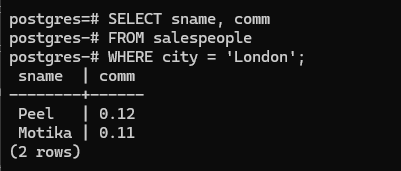 postgres=# SELECT sname, comm
postgres-# FROM salespeople
postgres-# WHERE city = 'London';
 sname  | comm
--------+------
 Peel   | 0.12
 Motika | 0.11
(2 rows)